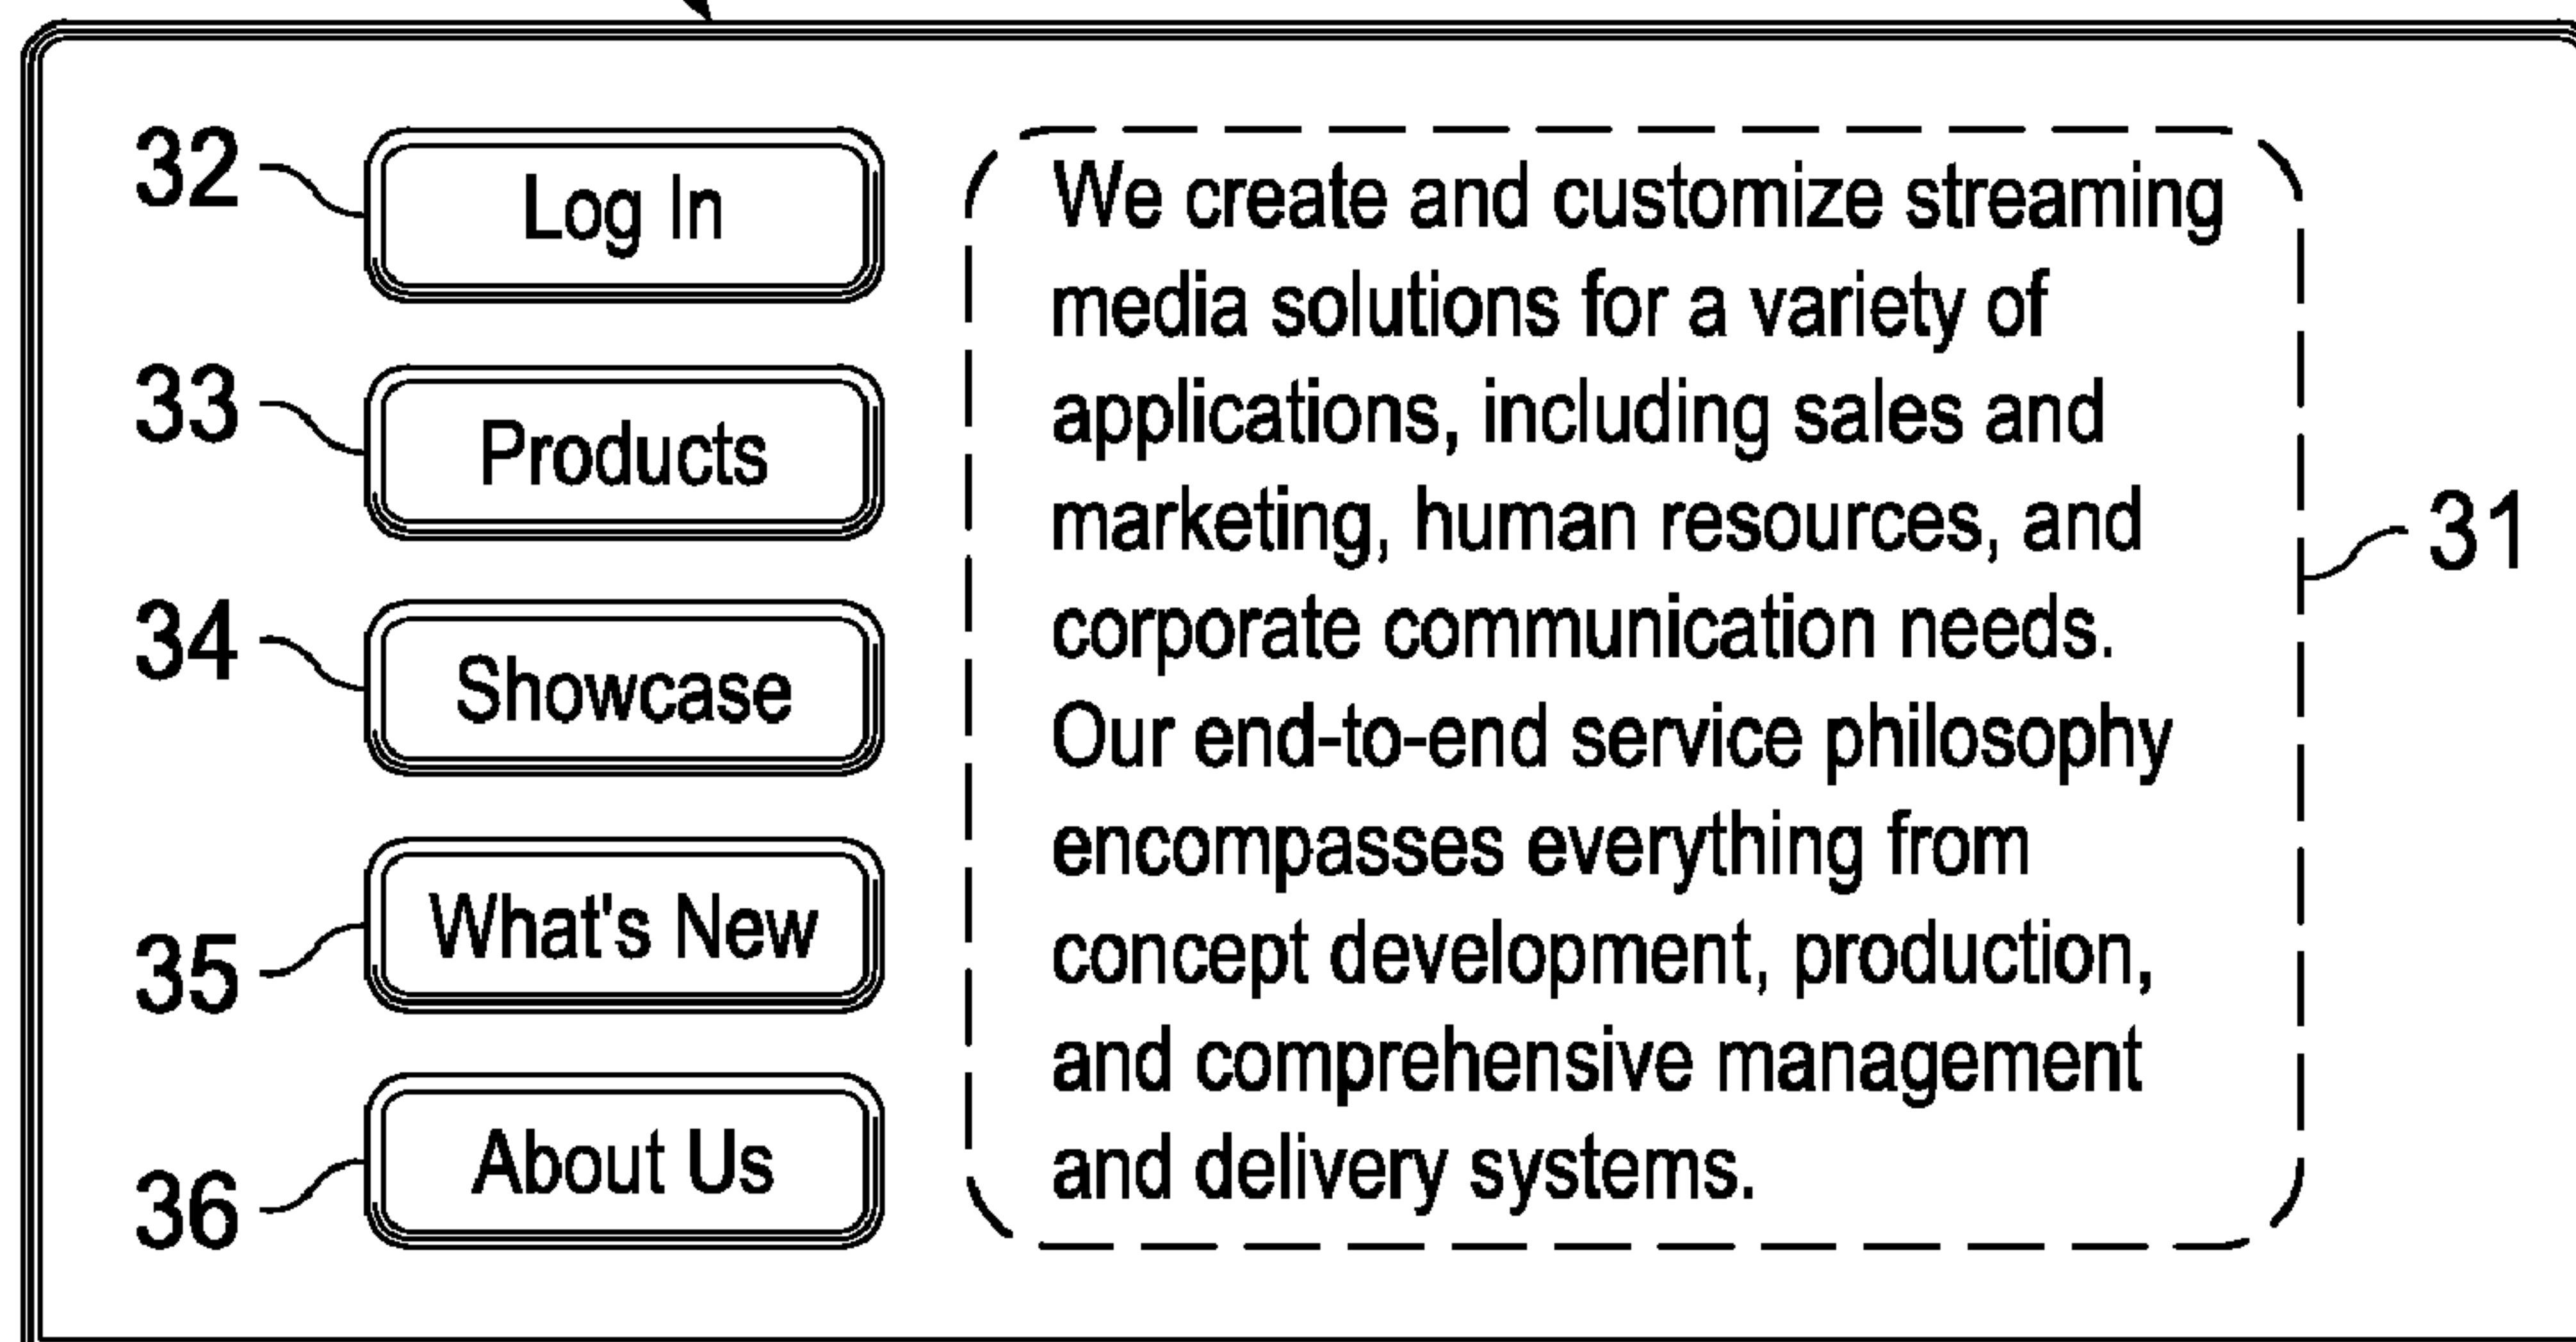 32
Log In
33
Products
34
Showcase
35
What's New
36
About Us
We create and customize streaming
media solutions for a variety of
applications, including sales and
marketing, human resources, and
corporate communication needs.
Our end-to-end service philosophy
encompasses everything from
concept development, production,
and comprehensive management
and delivery systems.
31